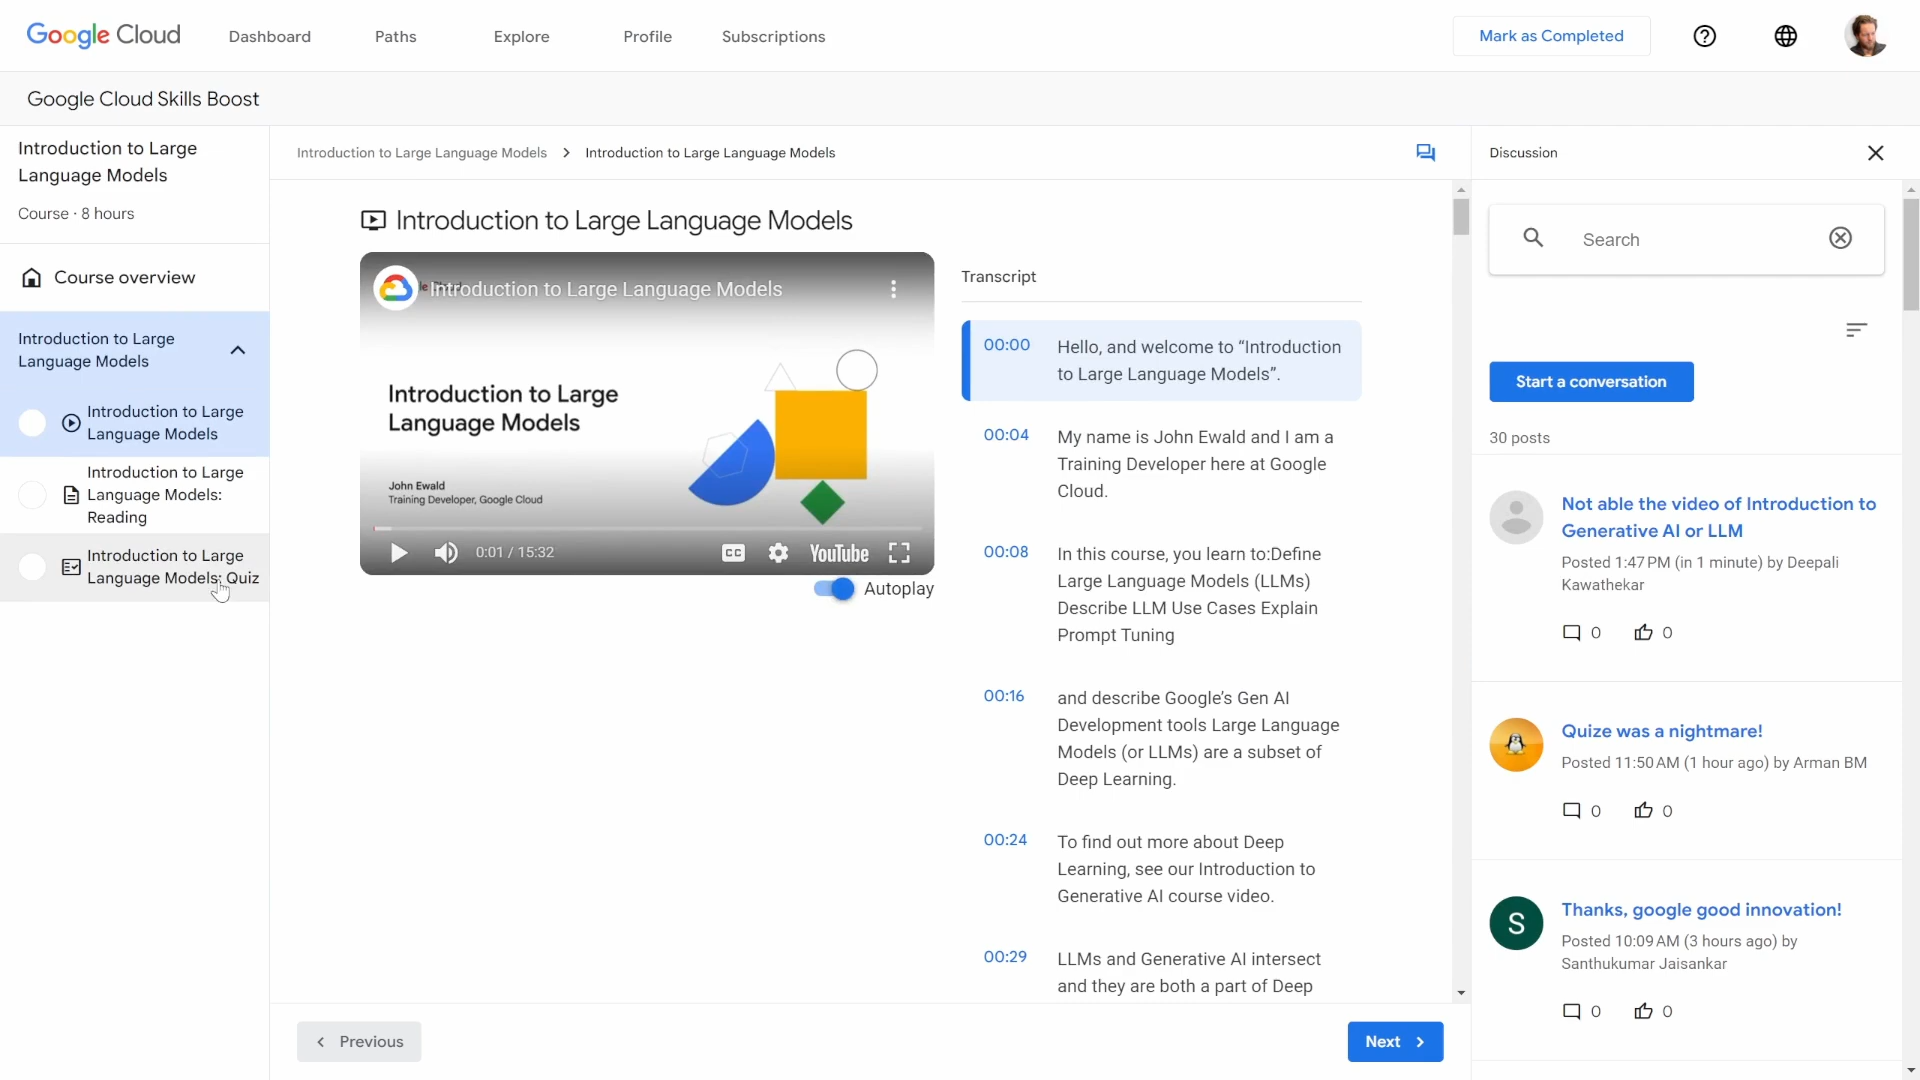 Google Cloud
Dashboard
Paths
Explore
Profile
Subscriptions
Mark as Completed
Google Cloud Skills Boost
Introduction to Large
Language Models
Course · 8 hours
Course overview
Introduction to Large
Language Models
Introduction to Large
Language Models
Introduction to Large
Language Models:
Reading
Introduction to Large
Language Models: Quiz
Introduction to Large Language Models > Introduction to Large Language Models
Introduction to Large Language Models
Introduction to Large Language Models
Introduction to Large
Language Models
John Ewald
Training Developer, Google Cloud
0:01 / 15:32
CC
YouTube
Autoplay
Transcript
00:00
Hello, and welcome to “Introduction
to Large Language Models”.
00:04
My name is John Ewald and I am a
Training Developer here at Google
Cloud.
00:08
In this course, you learn to:Define
Large Language Models (LLMs)
Describe LLM Use Cases Explain
Prompt Tuning
00:16
and describe Google’s Gen AI
Development tools Large Language
Models (or LLMs) are a subset of
Deep Learning.
00:24
To find out more about Deep
Learning, see our Introduction to
Generative AI course video.
00:29
LLMs and Generative AI intersect
and they are both a part of Deep
Previous
Next
Discussion
Search
Start a conversation
30 posts
Not able the video of Introduction to
Generative AI or LLM
Posted 1:47 PM (in 1 minute) by Deepali
Kawathekar
0
0
Quize was a nightmare!
Posted 11:50 AM (1 hour ago) by Arman BM
0
0
S
Thanks, google good innovation!
Posted 10:09 AM (3 hours ago) by
Santhukumar Jaisankar
0
0